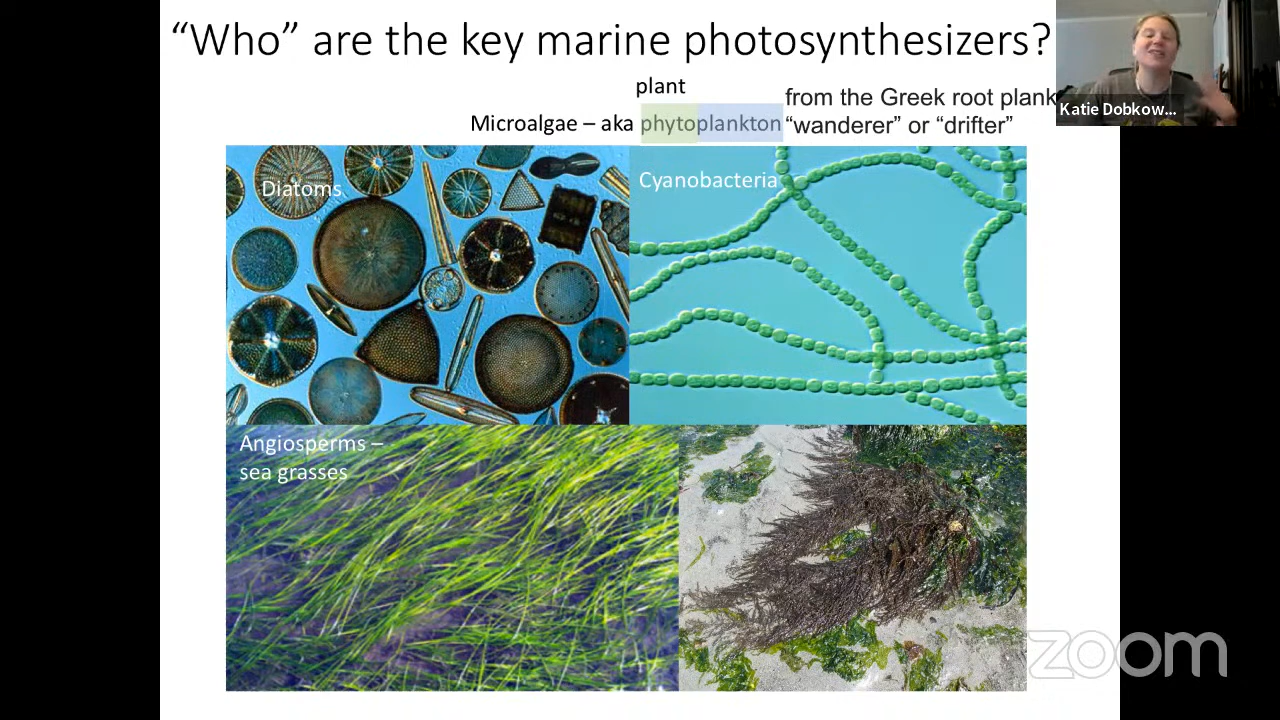 “Who” are the key marine photosynthesizers?
plant
from the Greek root plank
Microalgae – aka phytoplankton “wanderer” or “drifter”
Katie Dobkow...
Diatoms
Cyanobacteria
Angiosperms –
sea grasses
zoom